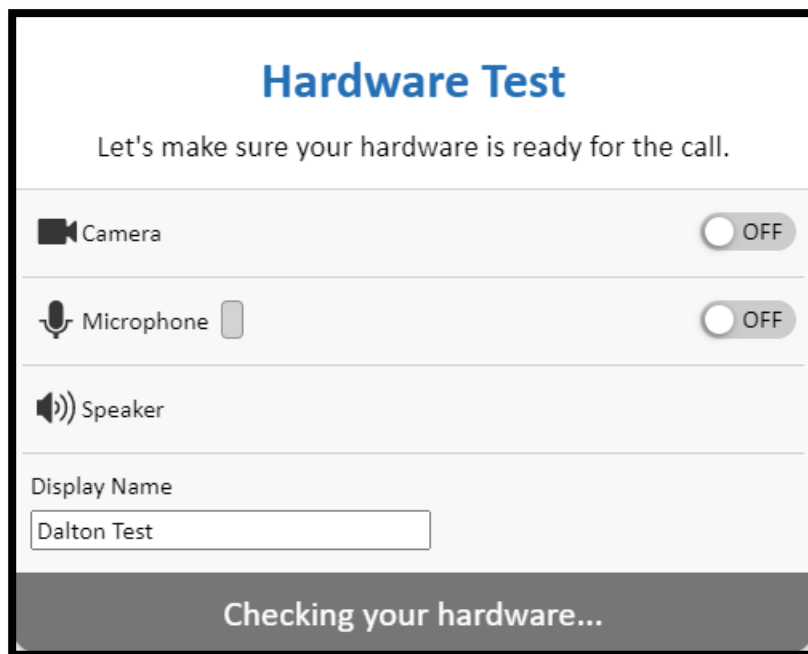 Hardware Test
Let's make sure your hardware is ready for the call.
Camera OFF
Microphone OFF
Speaker
Display Name
Dalton Test
Checking your hardware...